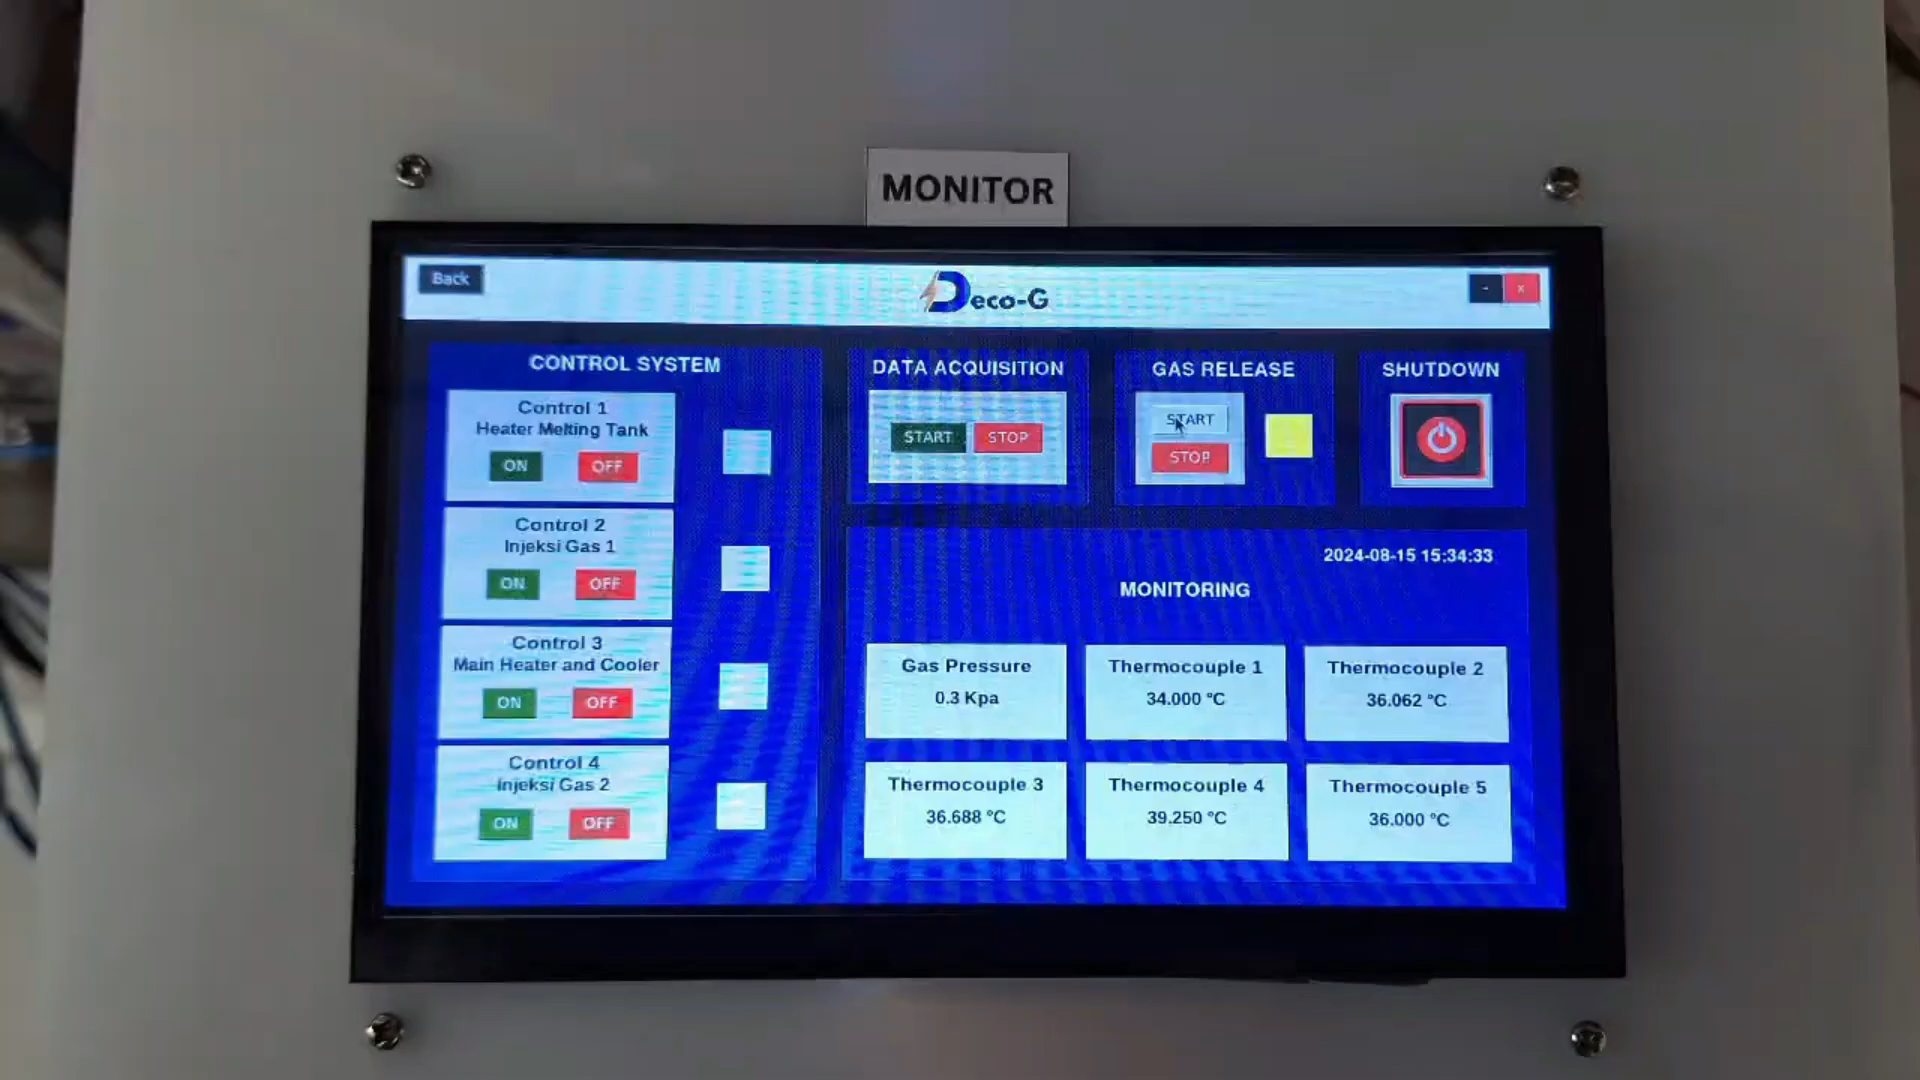 MONITOR
Back
Deco-G
-
x
CONTROL SYSTEM
Control 1
Heater Melting Tank
ON
OFF
Control 2
Injeksi Gas 1
ON
OFF
Control 3
Main Heater and Cooler
ON
OFF
Control 4
Injeksi Gas 2
ON
OFF
DATA ACQUISITION
START
STOP
GAS RELEASE
START
STOP
SHUTDOWN
2024-08-15 15:34:33
MONITORING
Gas Pressure
0.3 Kpa
Thermocouple 1
34.000 °C
Thermocouple 2
36.062 °C
Thermocouple 3
36.688 °C
Thermocouple 4
39.250 °C
Thermocouple 5
36.000 °C